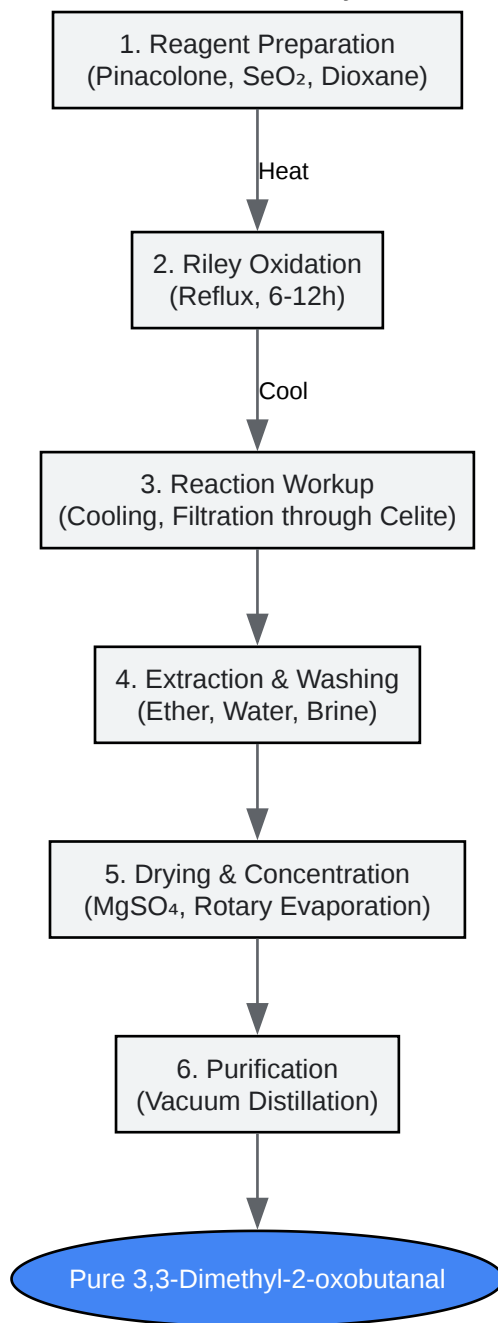 1. Reagent Preparation
(Pinacolone, SeO₂, Dioxane)
Heat
2. Riley Oxidation
(Reflux, 6-12h)
Cool
3. Reaction Workup
(Cooling, Filtration through Celite)
4. Extraction & Washing
(Ether, Water, Brine)
5. Drying & Concentration
(MgSO₄, Rotary Evaporation)
6. Purification
(Vacuum Distillation)
Pure 3,3-Dimethyl-2-oxobutanal